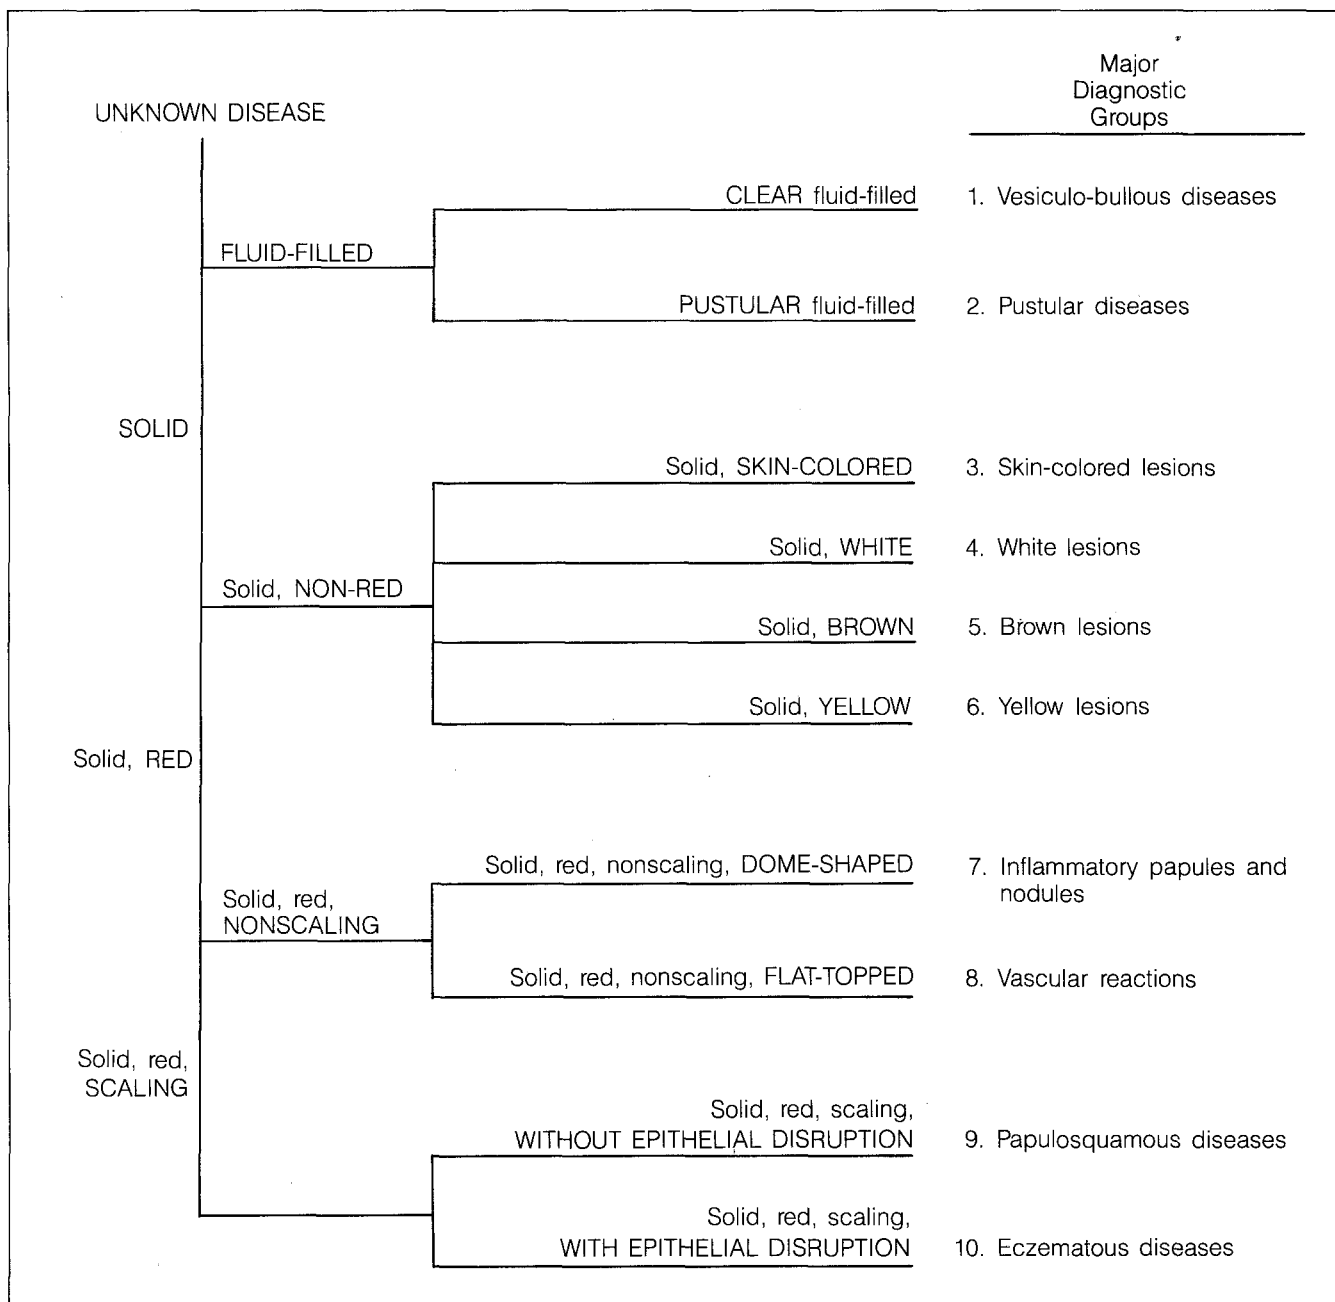 Major
Diagnostic
Groups
UNKNOWN DISEASE
CLEAR fluid-filled
1. Vesiculo-bullous diseases
FLUID-FILLED
PUSTULAR fluid-filled
2. Pustular diseases
SOLID
Solid, SKIN-COLORED
3. Skin-colored lesions
Solid, WHITE
4. White lesions
Solid, NON-RED
Solid, BROWN
5. Brown lesions
Solid, YELLOW
6. Yellow lesions
Solid, RED
Solid, red, nonscaling, DOME-SHAPED
7. Inflammatory papules and
nodules
Solid, red,
NONSCALING
Solid, red, nonscaling, FLAT-TOPPED
8. Vascular reactions
Solid, red,
SCALING
Solid, red, scaling,
WITHOUT EPITHELIAL DISRUPTION
9. Papulosquamous diseases
Solid, red, scaling,
WITH EPITHELIAL DISRUPTION
10. Eczematous diseases